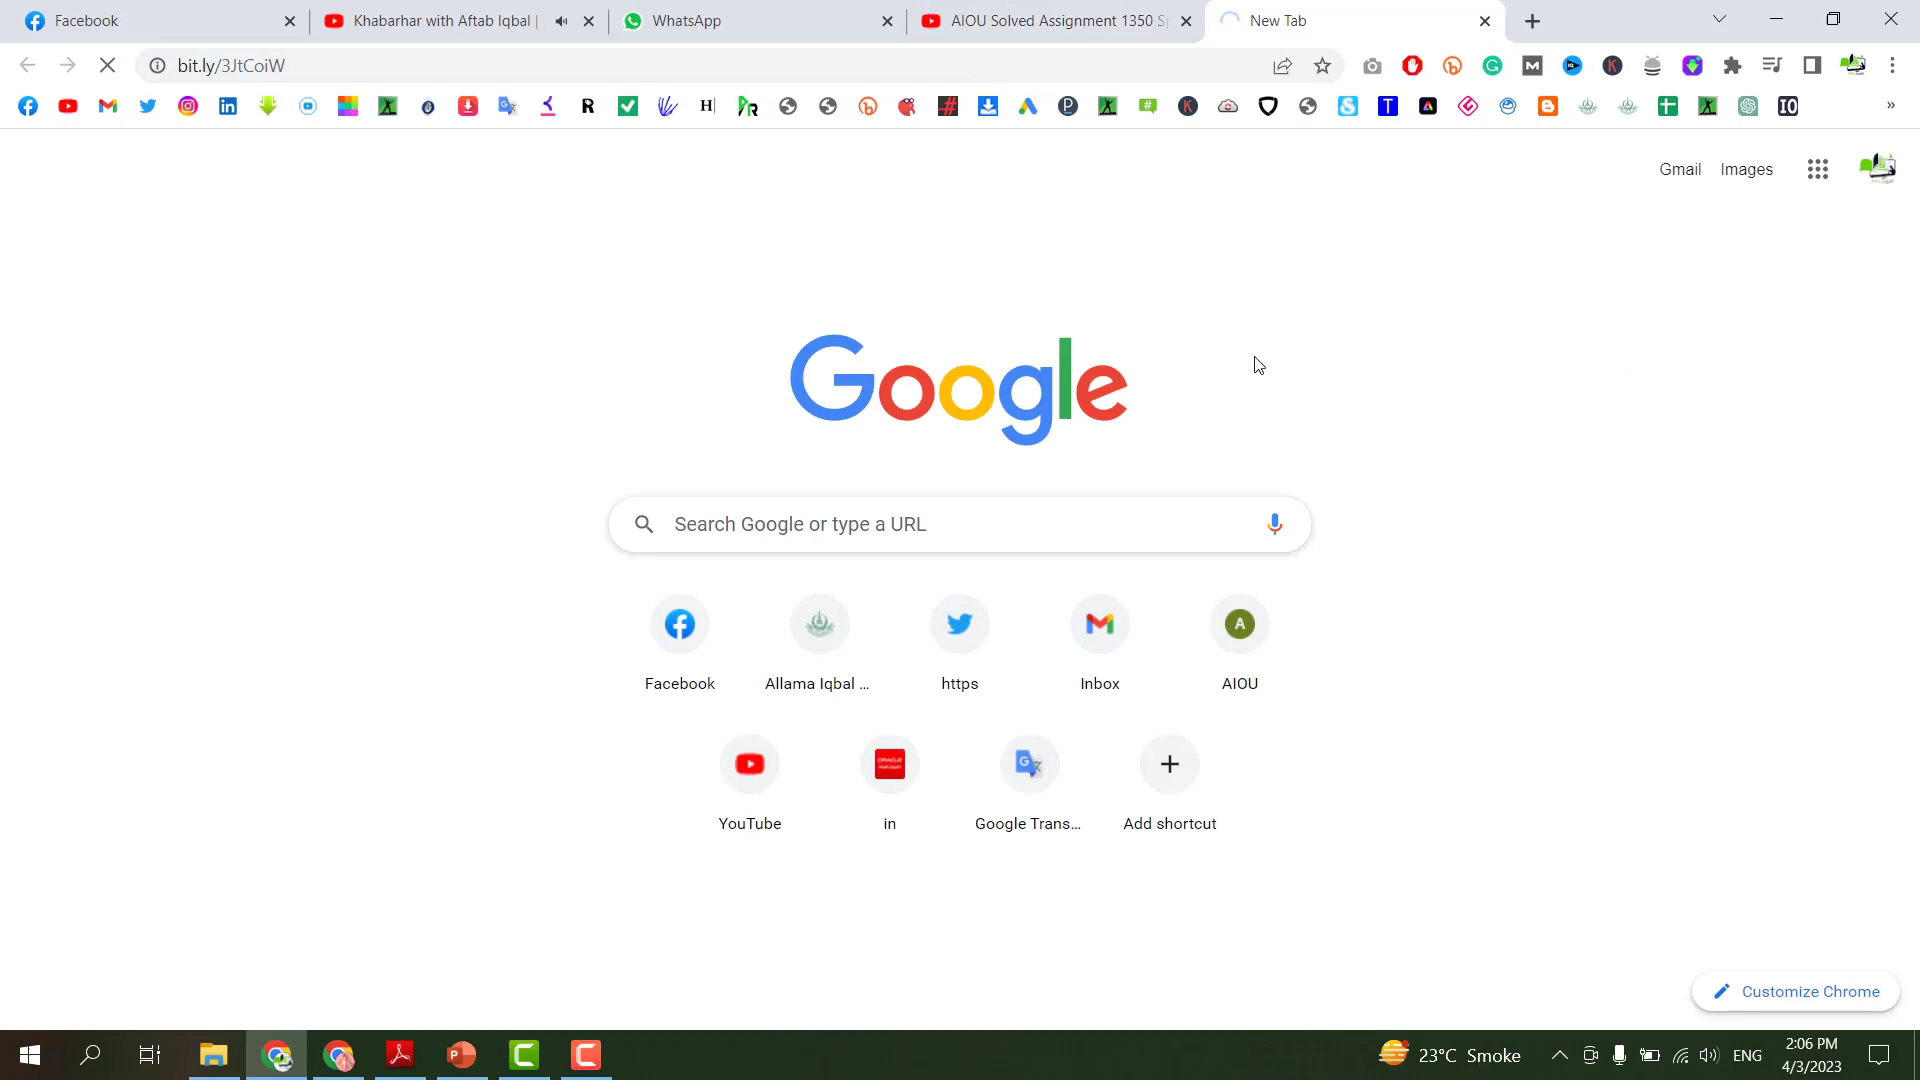 Facebook
Khabarhar with Aftab Iqbal |
WhatsApp
AIOU Solved Assignment 1350 S
New Tab
bit.ly/3JtCoiW
Gmail
Images
Google
Search Google or type a URL
Facebook
Allama Iqbal ...
https
Inbox
A
AIOU
YouTube
in
Google Trans...
Add shortcut
Customize Chrome
23°C Smoke
ENG
2:06 PM
4/3/2023